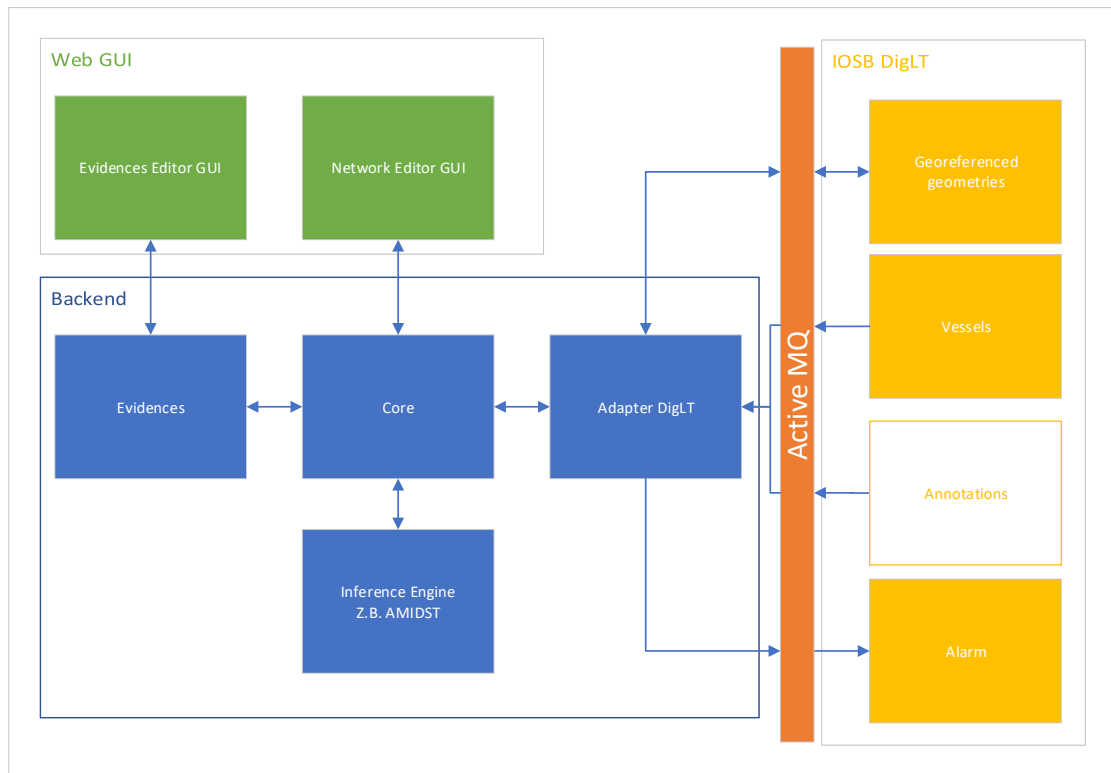 Web GUI
Evidences Editor GUI
Network Editor GUI
Backend
Evidences
Core
Adapter DigLT
Inference Engine
Z.B. AMIDST
Active MQ
IOSB DigLT
Georeferenced
geometries
Vessels
Annotations
Alarm